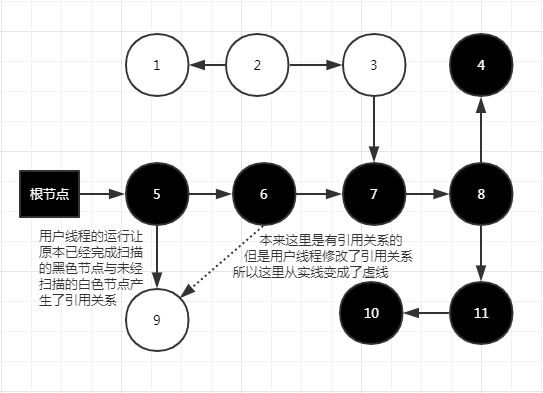 1
2
3
4
根节点
5
6
7
8
用户线程的运行让
原本已经完成扫描
的黑色节点与未经
扫描的白色节点产
生了引用关系
本来这里是有引用关系的
但是用户线程修改了引用关系
所以这里从实线变成了虚线
9
10
11